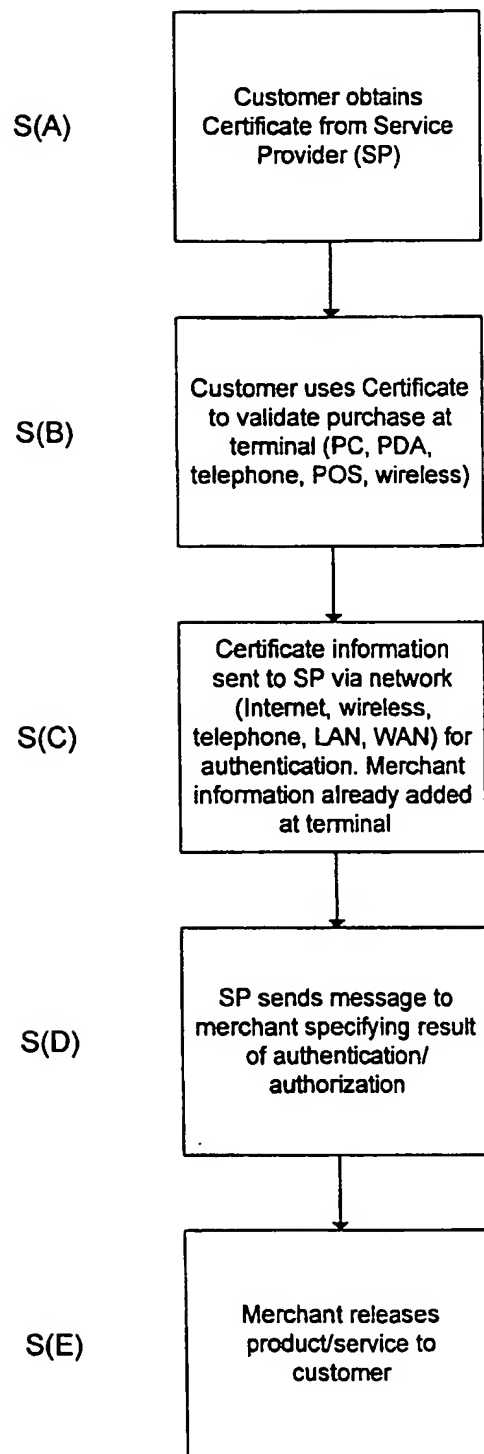 S(A)
Customer obtains
Certificate from Service
Provider (SP)
S(B)
Customer uses Certificate
to validate purchase at
terminal (PC, PDA,
telephone, POS, wireless)
S(C)
Certificate information
sent to SP via network
(Internet, wireless,
telephone, LAN, WAN) for
authentication. Merchant
information already added
at terminal
S(D)
SP sends message to
merchant specifying result
of authentication/
authorization
S(E)
Merchant releases
product/service to
customer